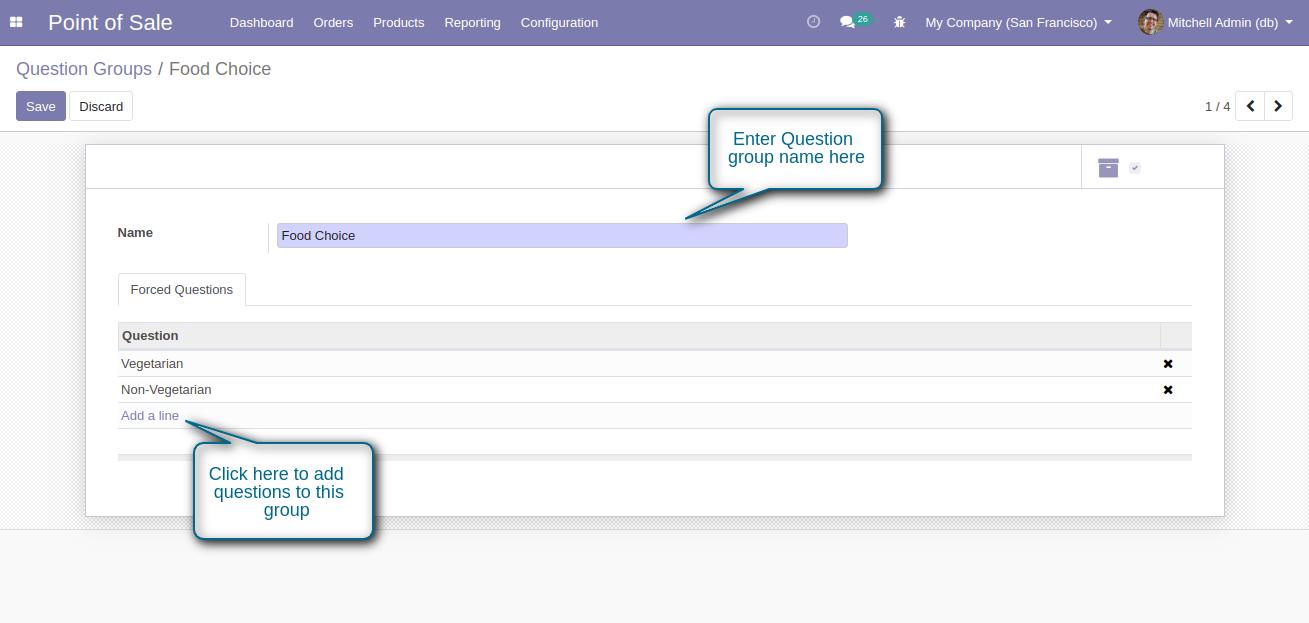 Point of Sale Dashboard Orders Products Reporting Configuration 26 My Company (San Francisco) Mitchell Admin (db)
Question Groups / Food Choice
Save Discard 1 / 4
Enter Question
group name here
Name Food Choice
Forced Questions
Question
Vegetarian
Non-Vegetarian
Add a line
Click here to add
questions to this
group